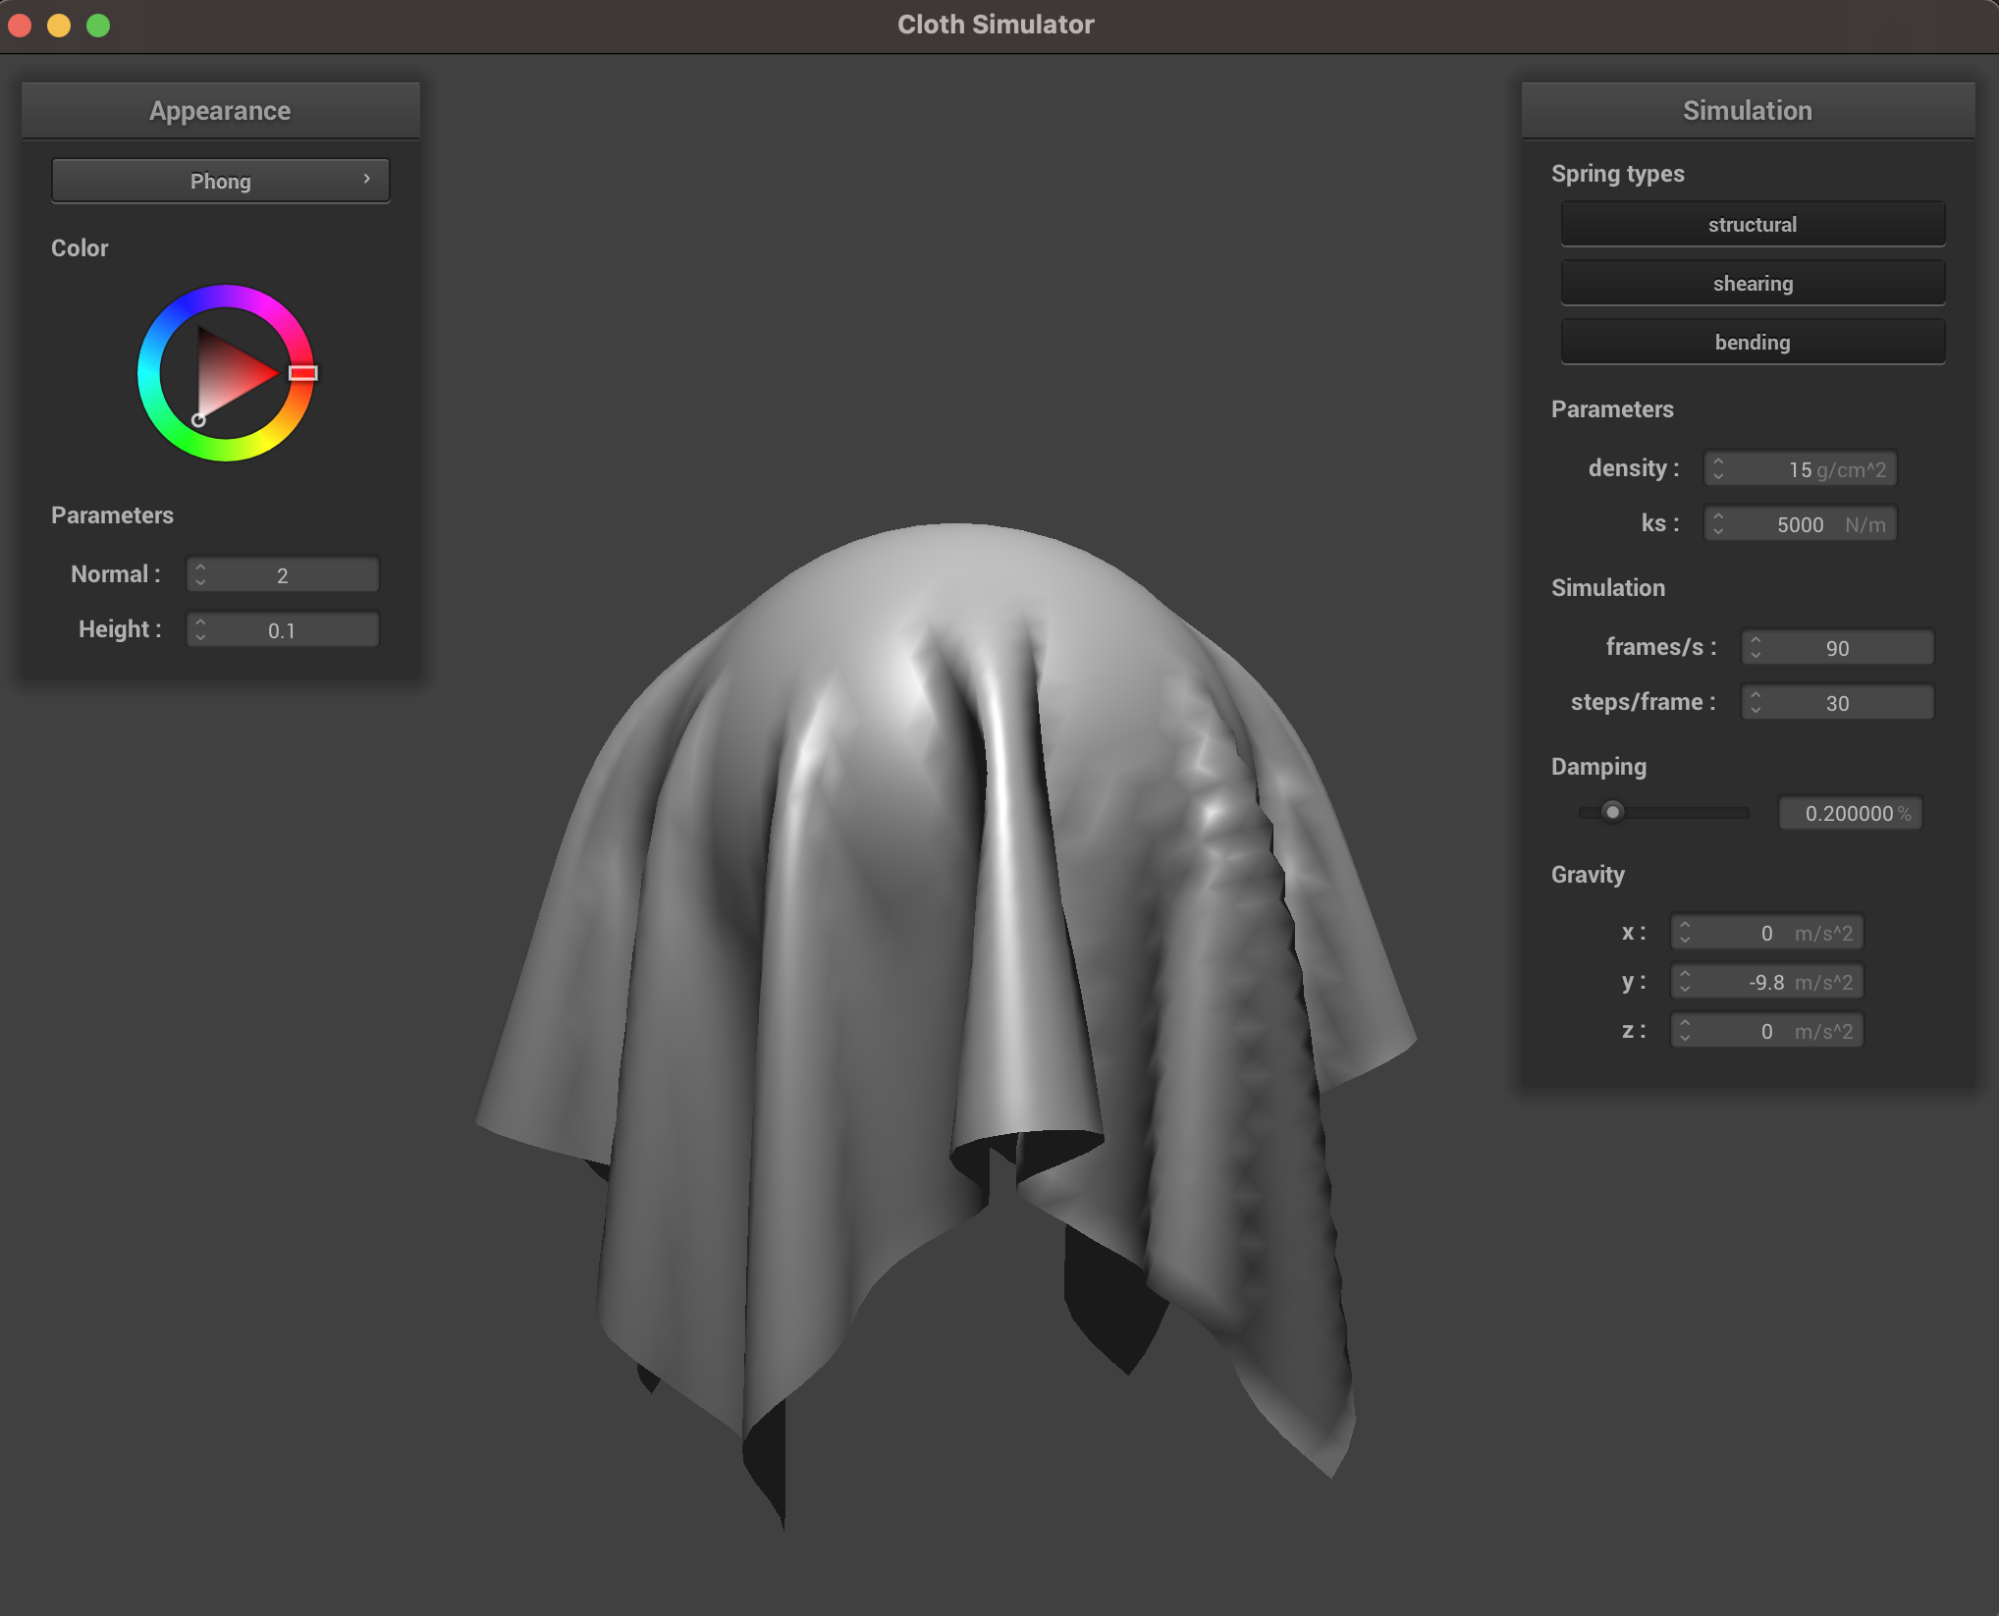 Cloth Simulator
Appearance
Phong
Color
Parameters
Normal : 2
Height : 0.1
Simulation
Spring types
structural
shearing
bending
Parameters
density : 15 g/cm^2
ks : 5000 N/m
Simulation
frames/s : 90
steps/frame : 30
Damping
0.200000 %
Gravity
x : 0 m/s^2
y : -9.8 m/s^2
z : 0 m/s^2